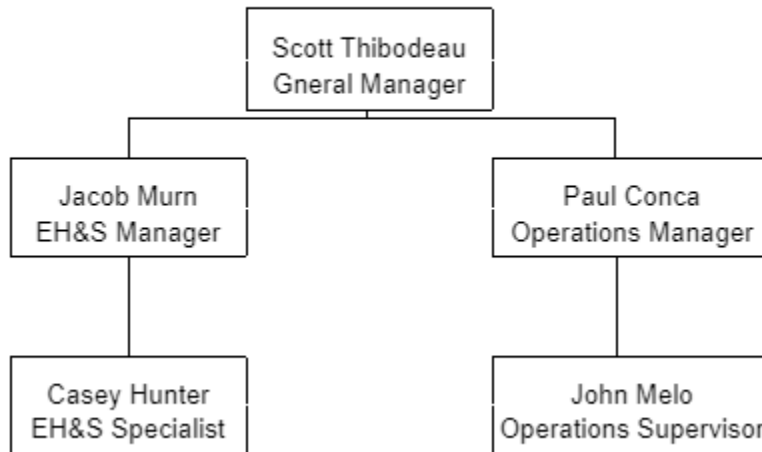 Scott Thibodeau
Gneral Manager
Jacob Murn
EH&S Manager
Paul Conca
Operations Manager
Casey Hunter
EH&S Specialist
John Melo
Operations Supervisor